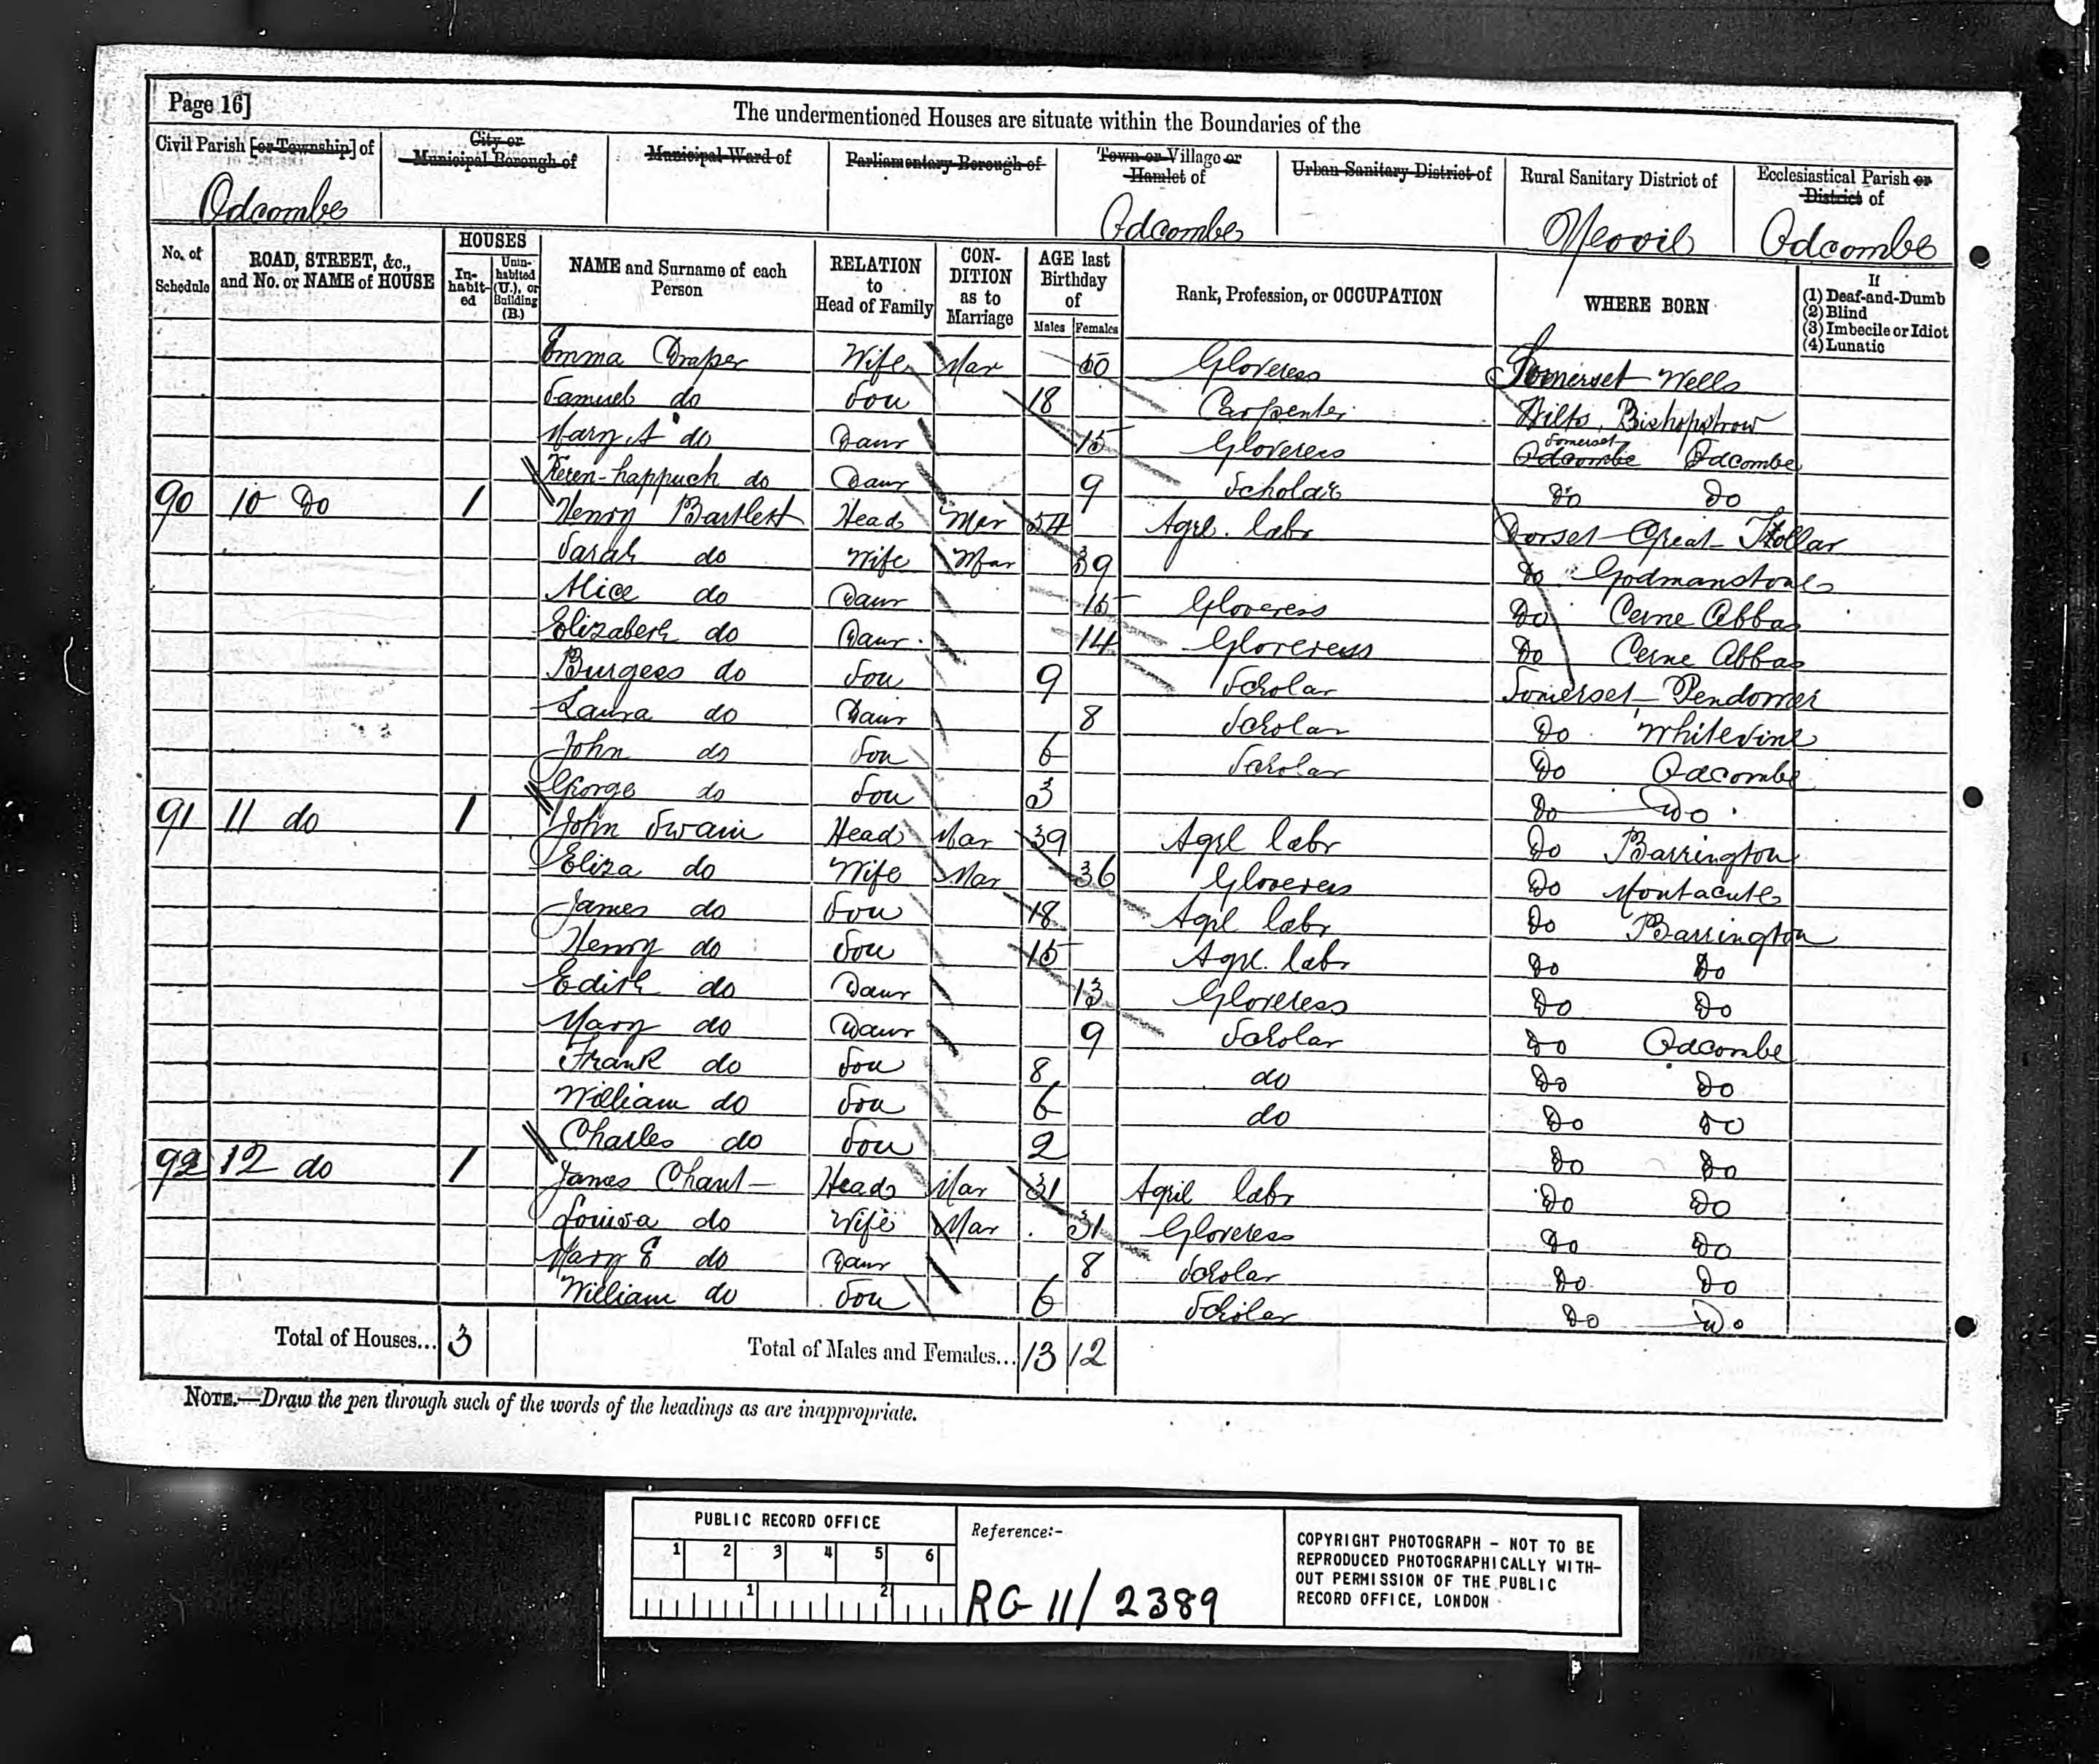 Page 16]
The undermentioned Houses are situate within the Boundaries of the
Civil Parish [or Township] of
City or Municipal Borough of
Municipal Ward of
Parliamentary Borough of
Town or Village or Hamlet of
Urban Sanitary District of
Rural Sanitary District of
Ecclesiastical Parish or District of
Odcombe Odcombe Yeovil Odcombe
No. of Schedule
ROAD, STREET, &c., and No. or NAME of HOUSE
HOUSES
In-habit-ed
Unin-habited (U.), or Building (B.)
NAME and Surname of each Person
RELATION to Head of Family
CON-DITION as to Marriage
AGE last Birthday of
Males Females
Rank, Profession, or OCCUPATION
WHERE BORN
If
(1) Deaf-and-Dumb
(2) Blind
(3) Imbecile or Idiot
(4) Lunatic
Emma Draper Wife Mar 50 Gloveress Somerset Wells
Samuel do Son 18 Carpenter Wilts, Bishopstrow
Mary A do Daur 15 Gloveress Somerset Odcombe Odcombe
Keren-happuch do Daur 9 Scholar Do Do
90 10 Do 1 Henry Bartlett Head Mar 54 Agrl. labr Dorset Great Tollar
Sarah do Wife Mar 39 Do Godmanstone
Alice do Daur 15 Gloveress Do Cerne Abbas
Elizabeth do Daur 14 Gloveress Do Cerne Abbas
Burgess do Son 9 Scholar Somerset Pendomer
Laura do Daur 8 Scholar Do Whitevine
John do Son 6 Scholar Do Odcombe
George do Son 3 Do Do
91 11 do 1 John Swain Head Mar 39 Agrl labr Do Barrington
Eliza do Wife Mar 36 Gloveress Do Montacute
James do Son 18 Agrl labr Do Barrington
Henry do Son 15 Agrl. labr Do Do
Edith do Daur 13 Gloveress Do Do
Mary do Daur 9 Scholar Do Odcombe
Frank do Son 8 do Do Do
William do Son 6 do Do Do
Charles do Son 2 Do Do
92 12 do 1 James Chant Head Mar 31 Agril labr Do Do
Louisa do Wife Mar 31 Gloveress Do Do
Mary E do Daur 8 Scholar Do Do
William do Son 6 Scholar Do Do
Total of Houses... 3 Total of Males and Females... 13 12
NOTE.—Draw the pen through such of the words of the headings as are inappropriate.
PUBLIC RECORD OFFICE
1 2 3 4 5 6
1 2
Reference:-
RG 11/2389
COPYRIGHT PHOTOGRAPH - NOT TO BE
REPRODUCED PHOTOGRAPHICALLY WITH-
OUT PERMISSION OF THE PUBLIC
RECORD OFFICE, LONDON